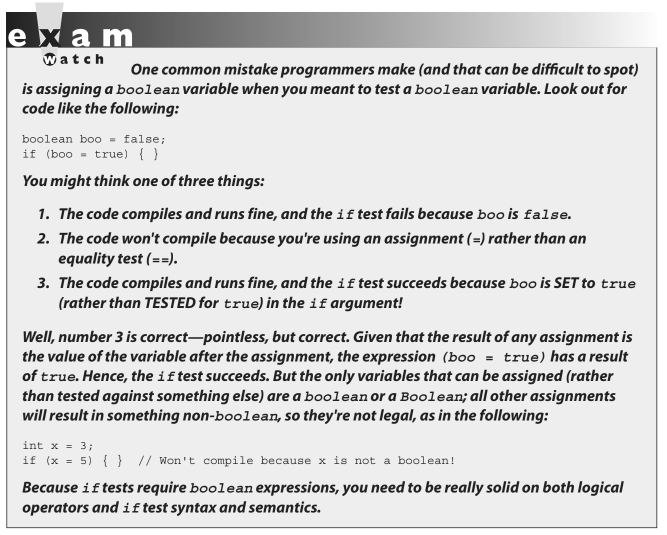 exam
watch
One common mistake programmers make (and that can be difficult to spot)
is assigning a boolean variable when you meant to test a boolean variable. Look out for
code like the following:
boolean boo = false;
if (boo = true) { }
You might think one of three things:
1. The code compiles and runs fine, and the if test fails because boo is false.
2. The code won't compile because you're using an assignment (=) rather than an
equality test (==).
3. The code compiles and runs fine, and the if test succeeds because boo is SET to true
(rather than TESTED for true) in the if argument!
Well, number 3 is correct—pointless, but correct. Given that the result of any assignment is
the value of the variable after the assignment, the expression (boo = true) has a result
of true. Hence, the if test succeeds. But the only variables that can be assigned (rather
than tested against something else) are a boolean or a Boolean; all other assignments
will result in something non-boolean, so they're not legal, as in the following:
int x = 3;
if (x = 5) { } // Won't compile because x is not a boolean!
Because if tests require boolean expressions, you need to be really solid on both logical
operators and if test syntax and semantics.